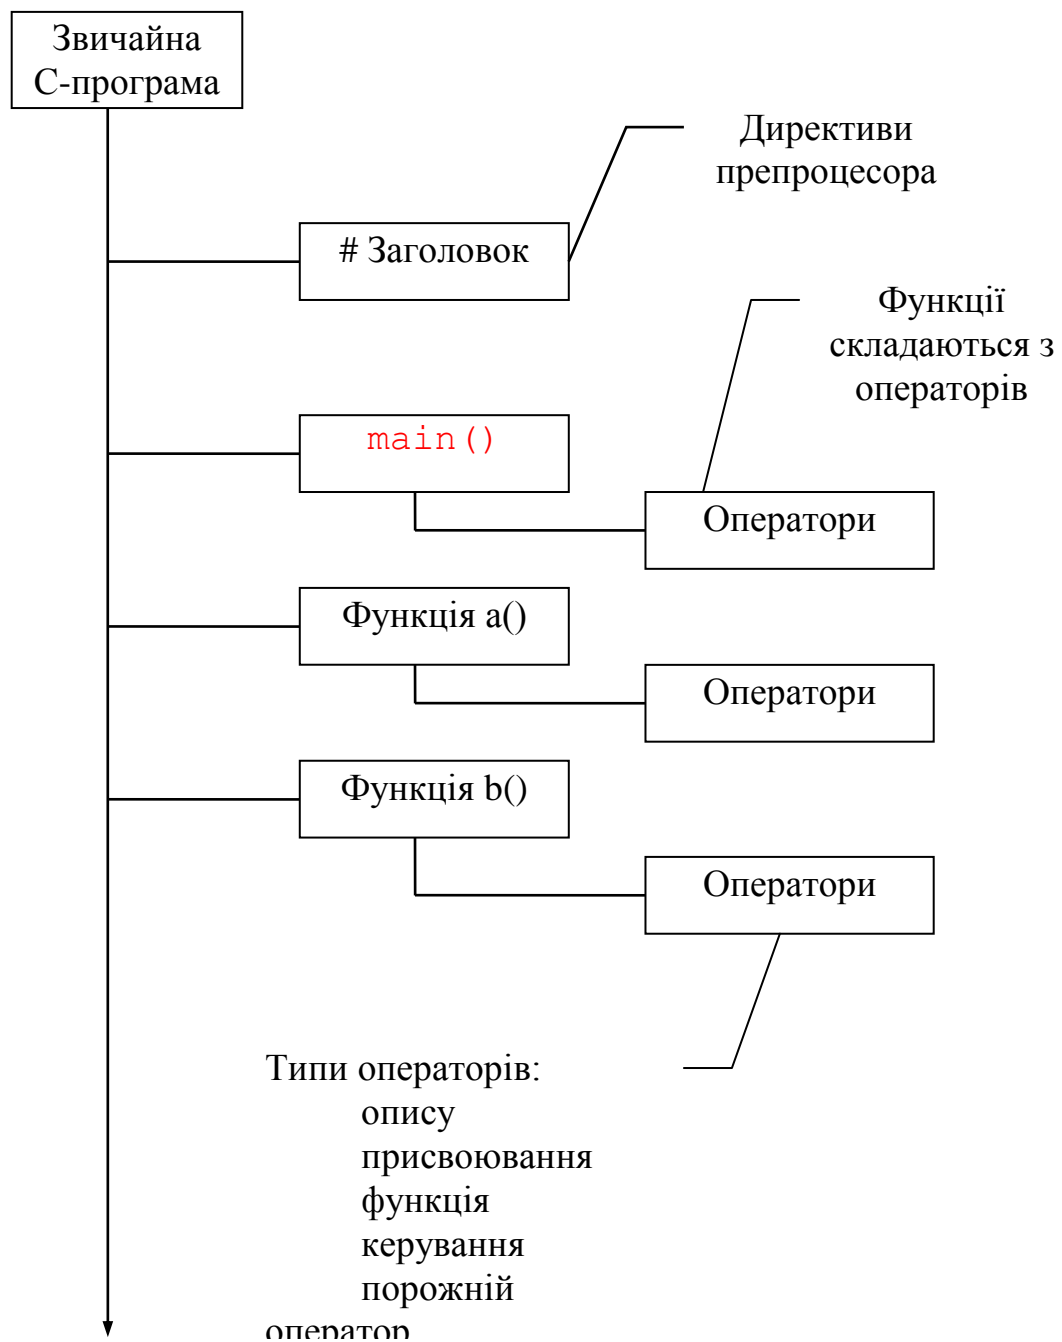 Звичайна
С-програма
Директиви
препроцесора
# Заголовок
Функції
складаються з
операторів
main()
Оператори
Функція a()
Оператори
Функція b()
Оператори
Типи операторів:
опису
присвоювання
функція
керування
порожній
оператор